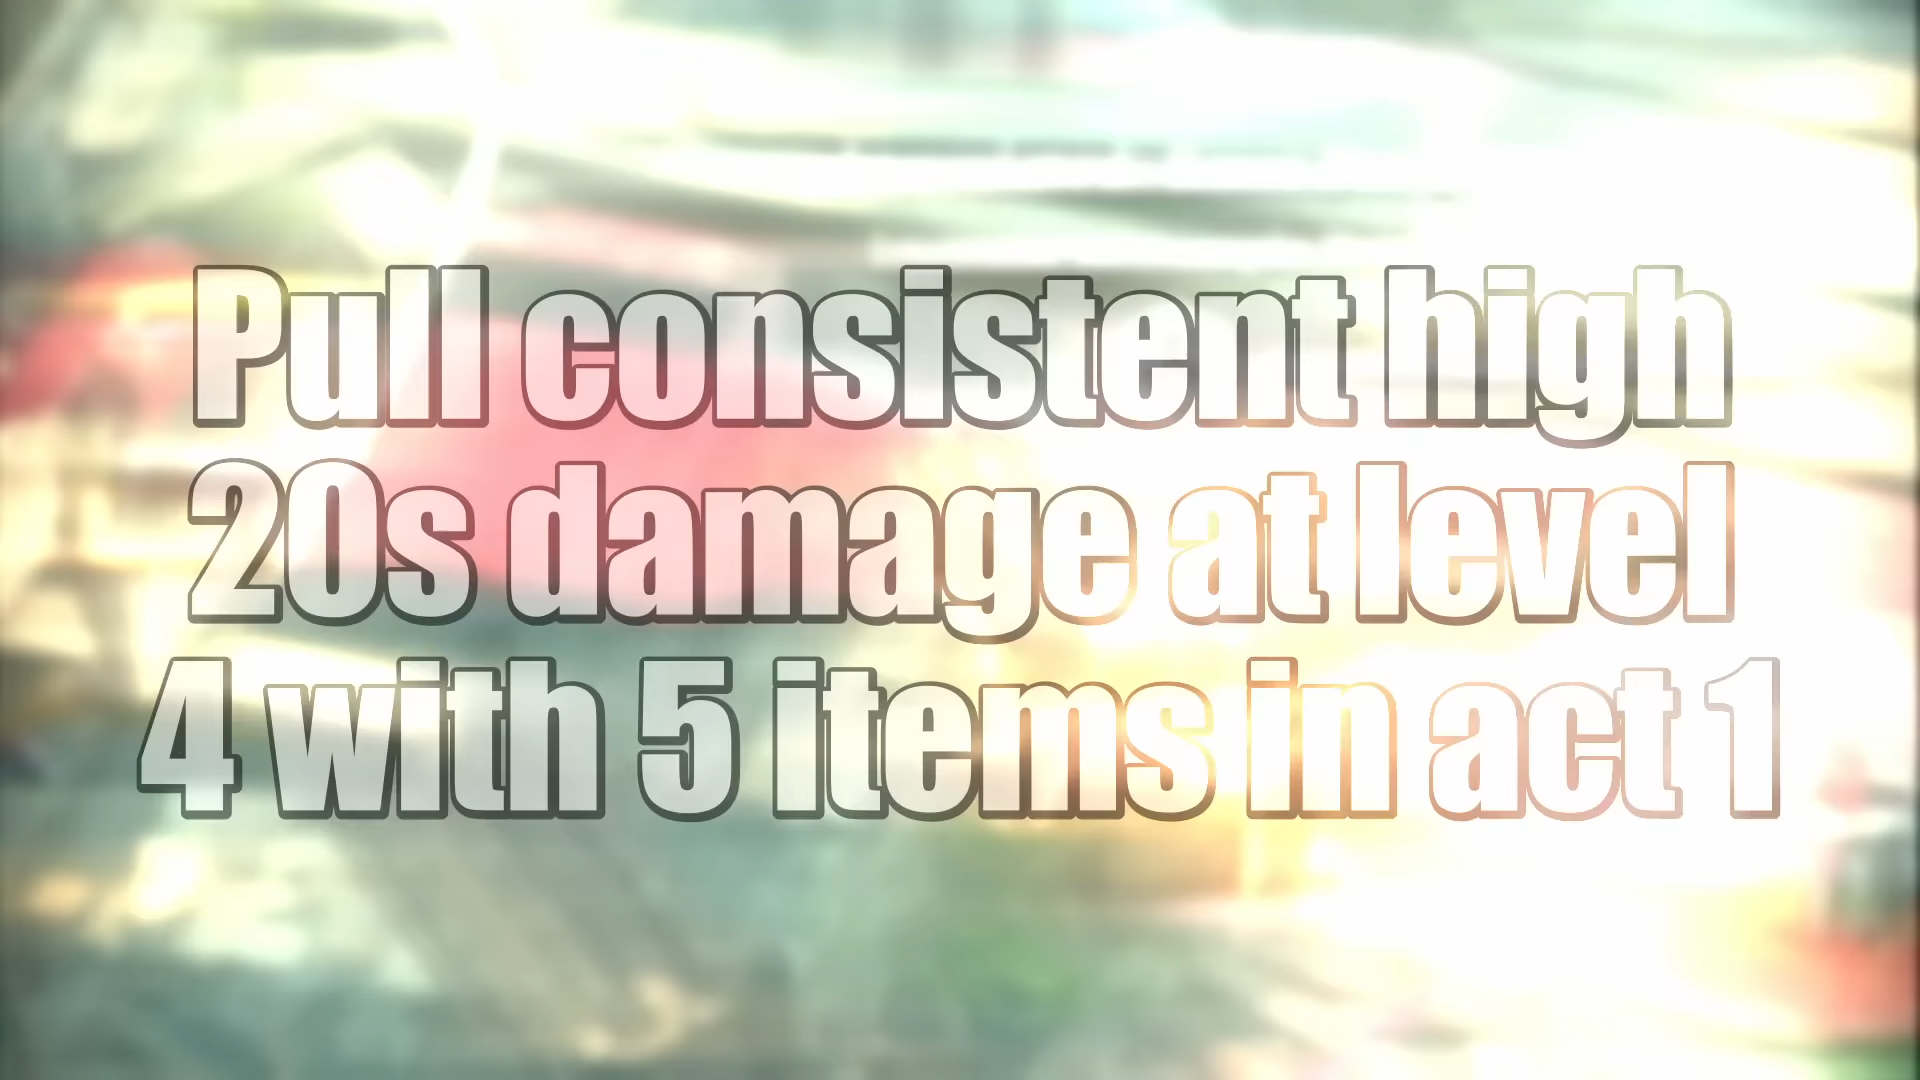 Pull consistent high
20s damage at level
4 with 5 items in act 1